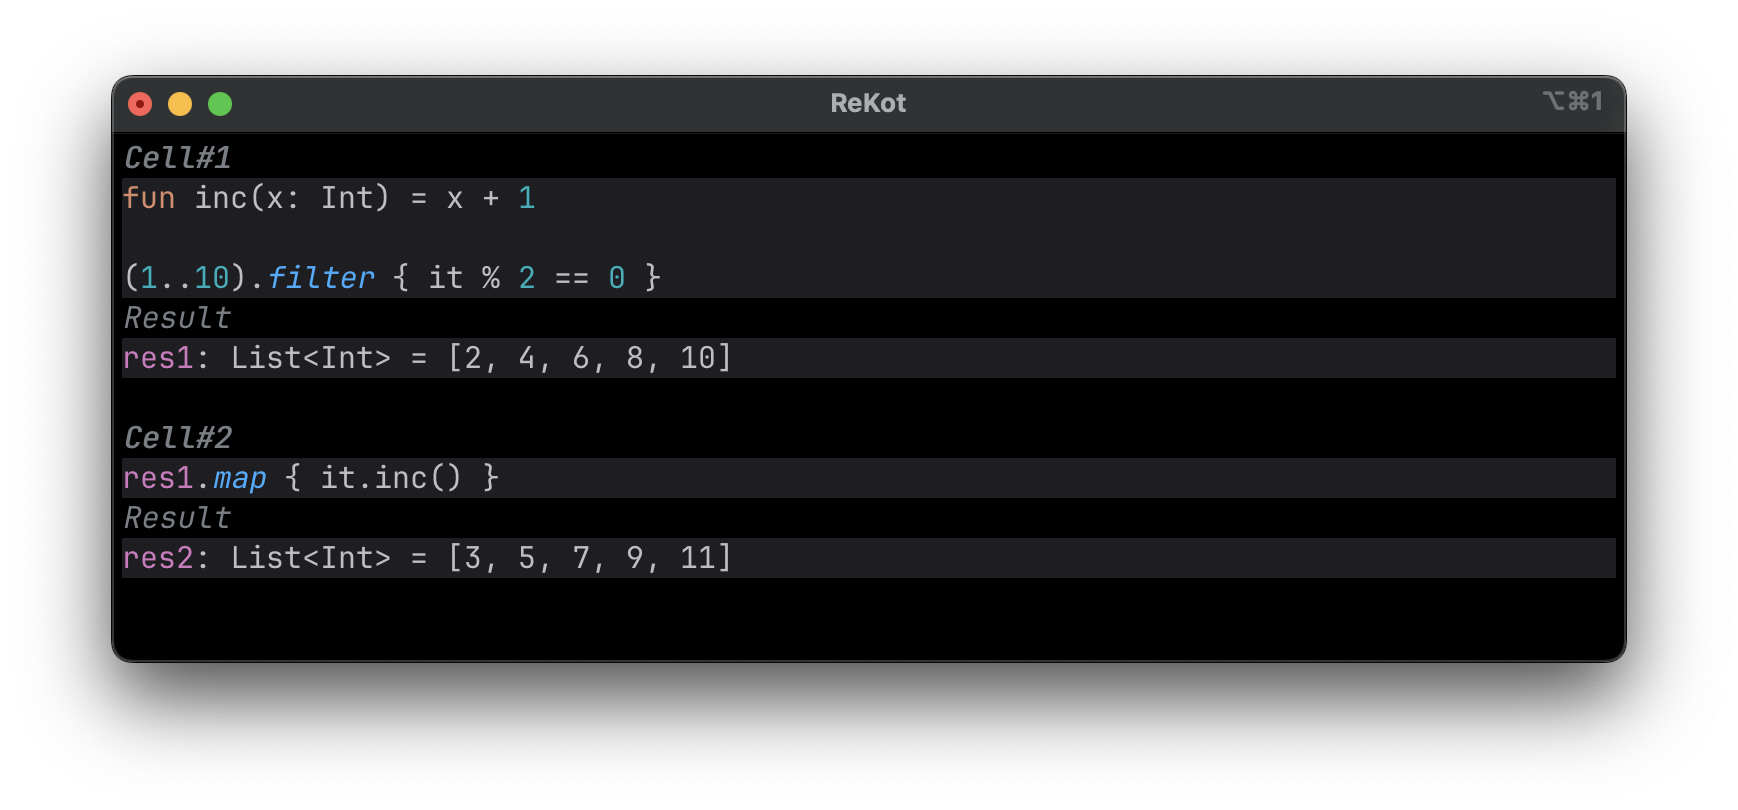 ReKot
⌥⌘1
Cell#1
fun inc(x: Int) = x + 1
(1..10).filter { it % 2 == 0 }
Result
res1: List<Int> = [2, 4, 6, 8, 10]
Cell#2
res1.map { it.inc() }
Result
res2: List<Int> = [3, 5, 7, 9, 11]